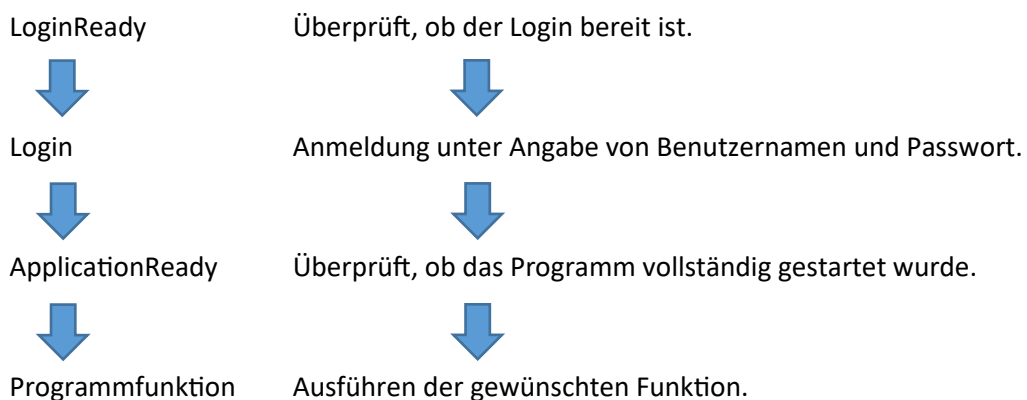 LoginReady Überprüft, ob der Login bereit ist.
Login Anmeldung unter Angabe von Benutzernamen und Passwort.
ApplicationReady Überprüft, ob das Programm vollständig gestartet wurde.
Programmfunktion Ausführen der gewünschten Funktion.